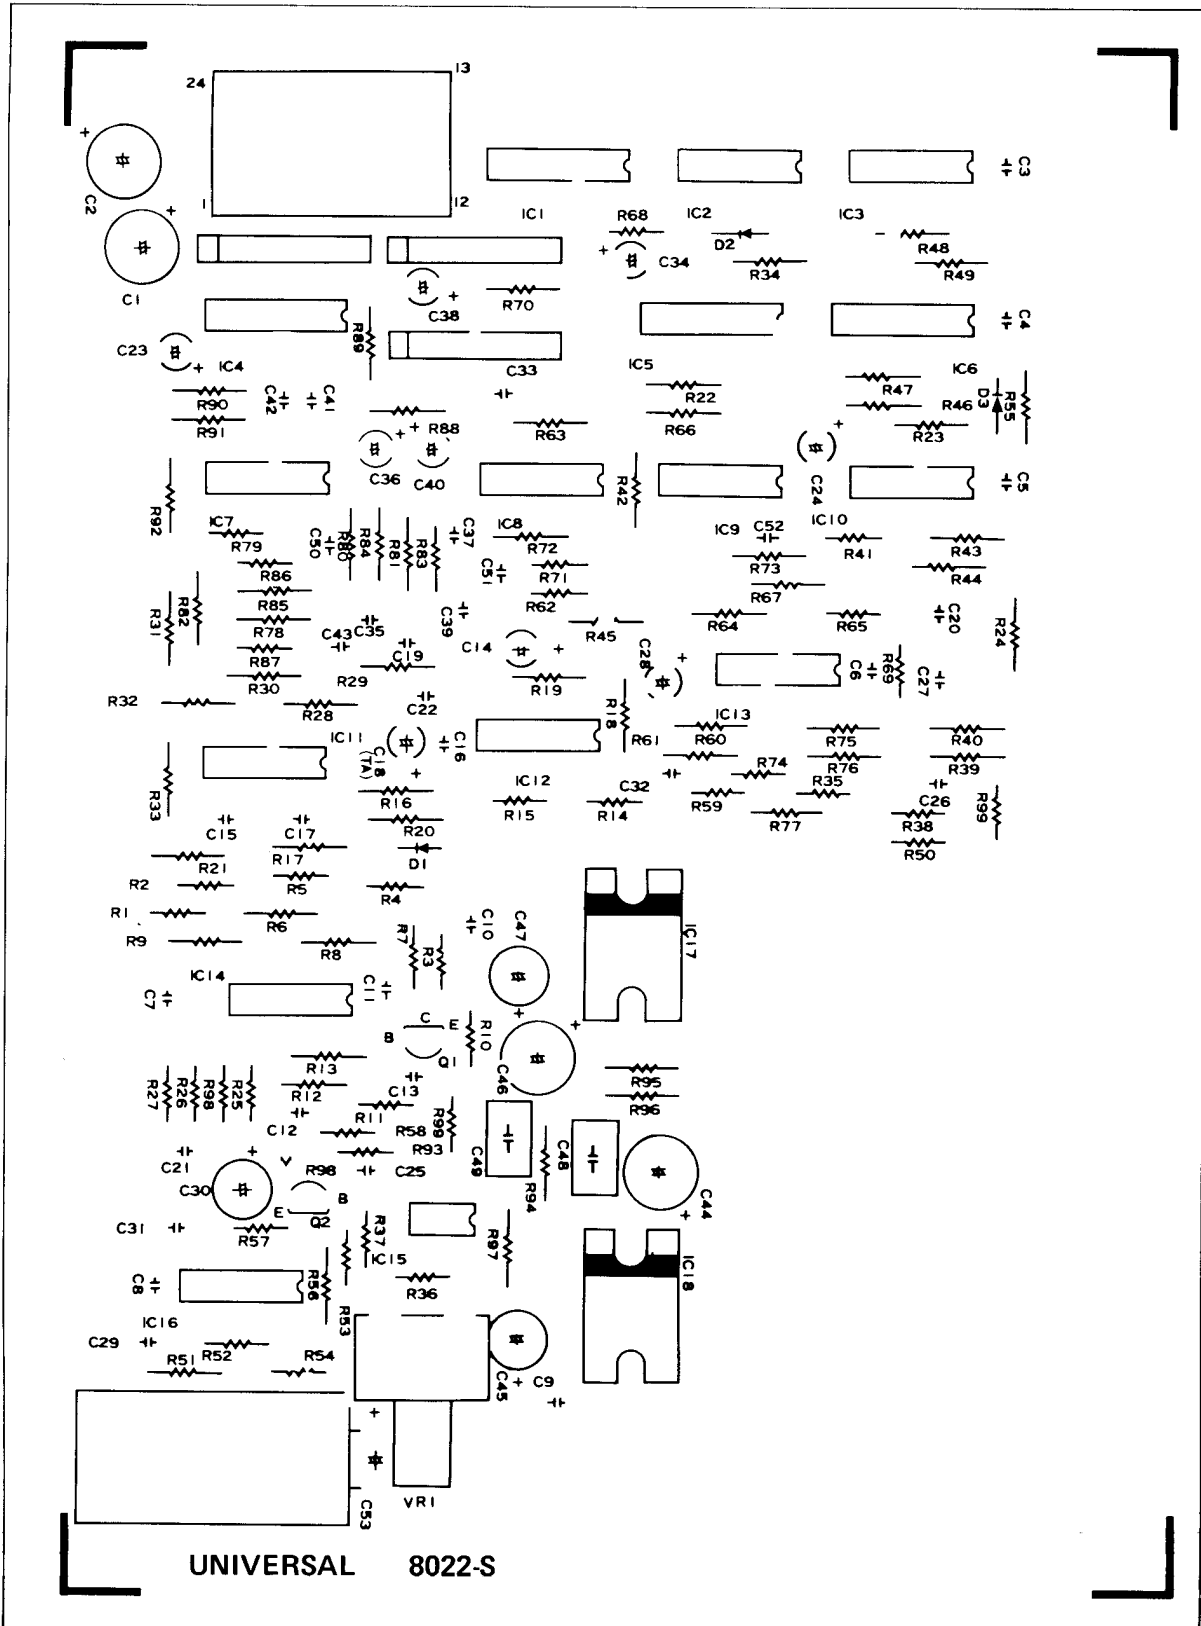 13
24
C3
+
C2
1
12
IC1
R68
IC2
IC3
+
D2
R48
+
C34
R34
R49
C1
+
C38
R70
C4
C23
R89
+
IC4
C33
IC5
IC6
R47
D3
R55
R90
C42
C41
R22
R46
R91
R88
R63
R66
R23
+
+
+
C36
C40
R42
C24
C5
R92
IC7
R79
C50
R80
R84
R81
R83
C37
IC8
R72
IC9
C52
IC10
R41
R43
R86
C51
R71
R73
R44
R85
R62
R67
R31
R82
R78
C43
C35
C39
R45
R64
R65
C20
R24
R87
C19
C14
+
C28
+
R30
R29
R19
C6
R69
C27
R32
R28
C22
R18
IC13
IC11
C18
(TA)
C16
R61
R60
R75
R40
+
R76
R39
R33
R16
IC12
R74
R35
R15
R14
C32
R59
C26
R99
C15
C17
R20
R77
R38
R21
R17
D1
R50
R2
R5
R4
R1
R6
C10
C47
IC17
R9
R8
R7
R3
IC14
C7
C11
C
+
+
B
E
R10
Q1
R13
C46
R95
R27
R26
R98
R25
R12
C13
R96
R11
R99
C12
R58
+
R93
C49
C48
C21
R98
C25
C30
B
R94
C44
E
Q2
+
C31
R57
R37
R97
IC15
IC18
C8
R56
R36
IC16
R53
C29
R52
R51
R54
C45
+
C9
+
VR1
C53
UNIVERSAL 8022-S